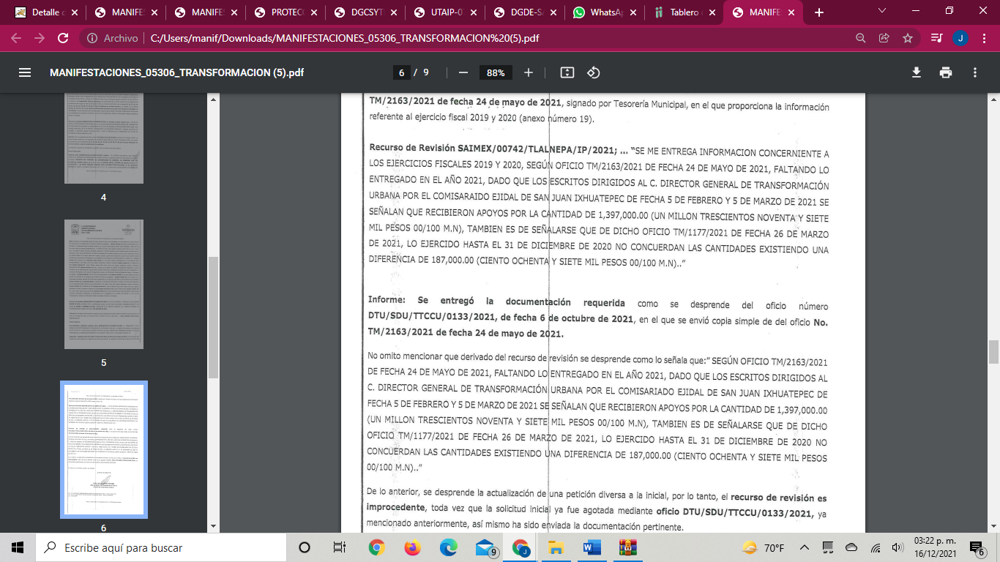 Detalle d
MANIFES
MANIFES
PROTECC
DGCSYT
UTAIP-0
DGDE-SA
WhatsAp
Tablero
MANIFES
Archivo
C:/Users/manif/Downloads/MANIFESTACIONES_05306_TRANSFORMACION%20(5).pdf
J
MANIFESTACIONES_05306_TRANSFORMACION (5).pdf
6 / 9
88%
4
5
6
TM/2163/2021 de fecha 24 de mayo de 2021, signado por Tesorería Municipal, en el que proporciona la información
referente al ejercicio fiscal 2019 y 2020 (anexo número 19).
Recurso de Revisión SAIMEX/00742/TLALNEPA/IP/2021; ... "SE ME ENTREGA INFORMACION CONCERNIENTE A
LOS EJERCICIOS FISCALES 2019 Y 2020, SEGÚN OFICIO TM/2163/2021 DE FECHA 24 DE MAYO DE 2021, FALTANDO LO
ENTREGADO EN EL AÑO 2021, DADO QUE LOS ESCRITOS DIRIGIDOS AL C. DIRECTOR GENERAL DE TRANSFORMACIÓN
URBANA POR EL COMISARAIDO EJIDAL DE SAN JUAN IXHUATEPEC DE FECHA 5 DE FEBRERO Y 5 DE MARZO DE 2021 SE
SEÑALAN QUE RECIBIERON APOYOS POR LA CANTIDAD DE 1,397,000.00 (UN MILLON TRESCIENTOS NOVENTA Y SIETE
MIL PESOS 00/100 M.N), TAMBIEN ES DE SEÑALARSE QUE DE DICHO OFICIO TM/1177/2021 DE FECHA 26 DE MARZO
DE 2021, LO EJERCIDO HASTA EL 31 DE DICIEMBRE DE 2020 NO CONCUERDAN LAS CANTIDADES EXISTIENDO UNA
DIFERENCIA DE 187,000.00 (CIENTO OCHENTA Y SIETE MIL PESOS 00/100 M.N).."
Informe: Se entregó la documentación requerida como se desprende del oficio número
DTU/SDU/TTCCU/0133/2021, de fecha 6 de octubre de 2021, en el que se envió copia simple de del oficio No.
TM/2163/2021 de fecha 24 de mayo de 2021.
No omito mencionar que derivado del recurso de revisión se desprende como lo señala que:" SEGÚN OFICIO TM/2163/2021
DE FECHA 24 DE MAYO DE 2021, FALTANDO LO ENTREGADO EN EL AÑO 2021, DADO QUE LOS ESCRITOS DIRIGIDOS AL
C. DIRECTOR GENERAL DE TRANSFORMACIÓN URBANA POR EL COMISARIADO EJIDAL DE SAN JUAN IXHUATEPEC DE
FECHA 5 DE FEBRERO Y 5 DE MARZO DE 2021 SE SEÑALAN QUE RECIBIERON APOYOS POR LA CANTIDAD DE 1,397,000.00
(UN MILLON TRESCIENTOS NOVENTA Y SIETE MIL PESOS 00/100 M.N), TAMBIEN ES DE SEÑALARSE QUE DE DICHO
OFICIO TM/1177/2021 DE FECHA 26 DE MARZO DE 2021, LO EJERCIDO HASTA EL 31 DE DICIEMBRE DE 2020 NO
CONCUERDAN LAS CANTIDADES EXISTIENDO UNA DIFERENCIA DE 187,000.00 (CIENTO OCHENTA Y SIETE MIL PESOS
00/100 M.N).."
De lo anterior, se desprende la actualización de una petición diversa a la inicial, por lo tanto, el recurso de revisión es
improcedente, toda vez que la solicitud inicial ya fue agotada mediante oficio DTU/SDU/TTCCU/0133/2021, ya
mencionado anteriormente, así mismo ha sido enviada la documentación pertinente.
Escribe aquí para buscar
9
J
70°F
03:22 p. m.
16/12/2021
6